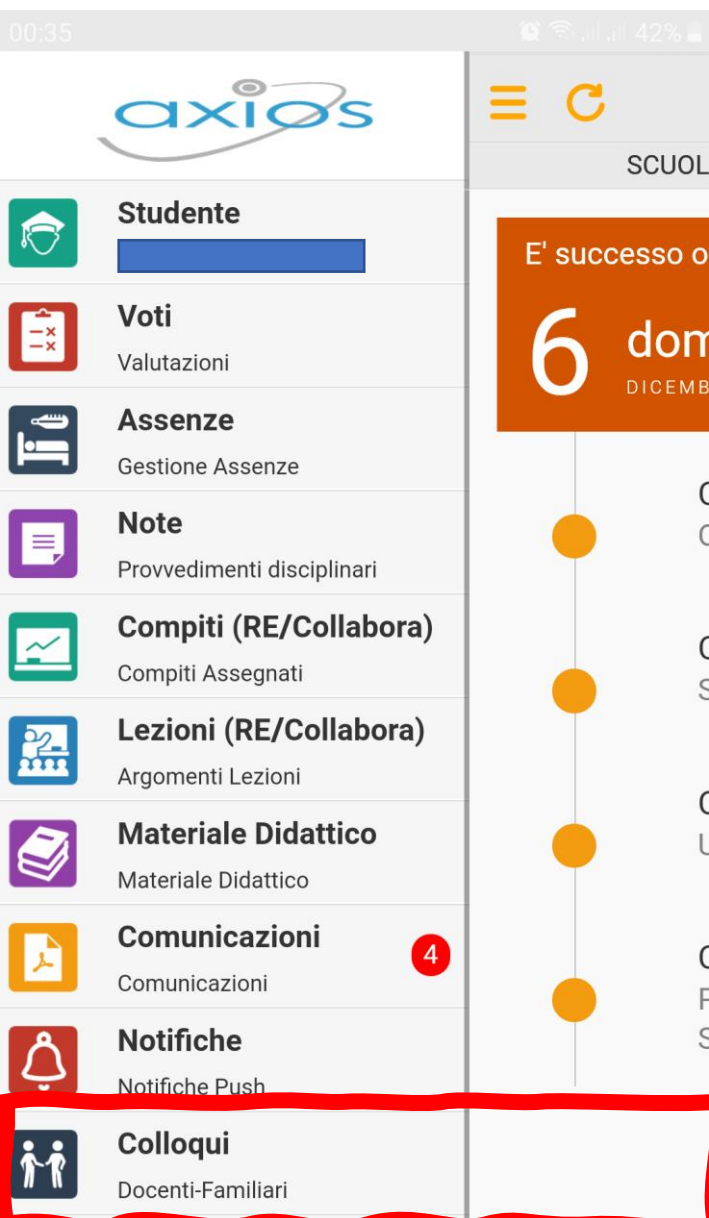 00:35
42%
axios
SCUOL
Studente
E' successo o
6
dom
DICEMB
Voti
Valutazioni
Assenze
Gestione Assenze
Note
Provvedimenti disciplinari
Compiti (RE/Collabora)
Compiti Assegnati
Lezioni (RE/Collabora)
Argomenti Lezioni
Materiale Didattico
Materiale Didattico
Comunicazioni
4
Comunicazioni
Notifiche
Notifiche Push
Colloqui
Docenti-Familiari